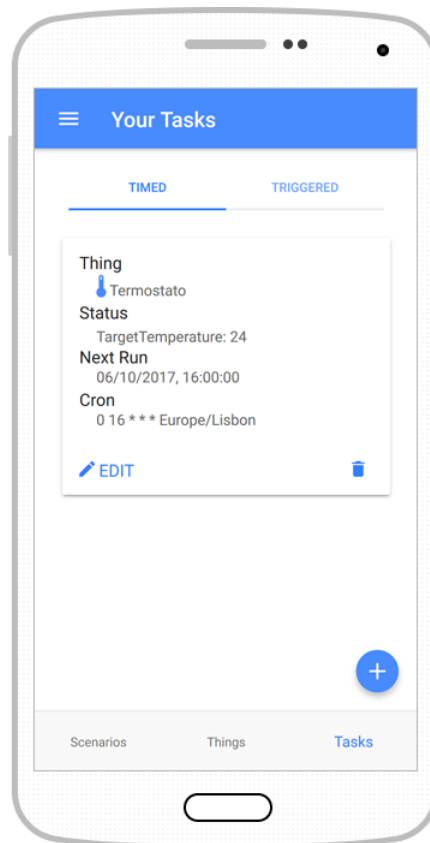 Your Tasks
TIMED TRIGGERED
Thing
Termostato
Status
TargetTemperature: 24
Next Run
06/10/2017, 16:00:00
Cron
0 16 * * * Europe/Lisbon
EDIT
Scenarios Things Tasks